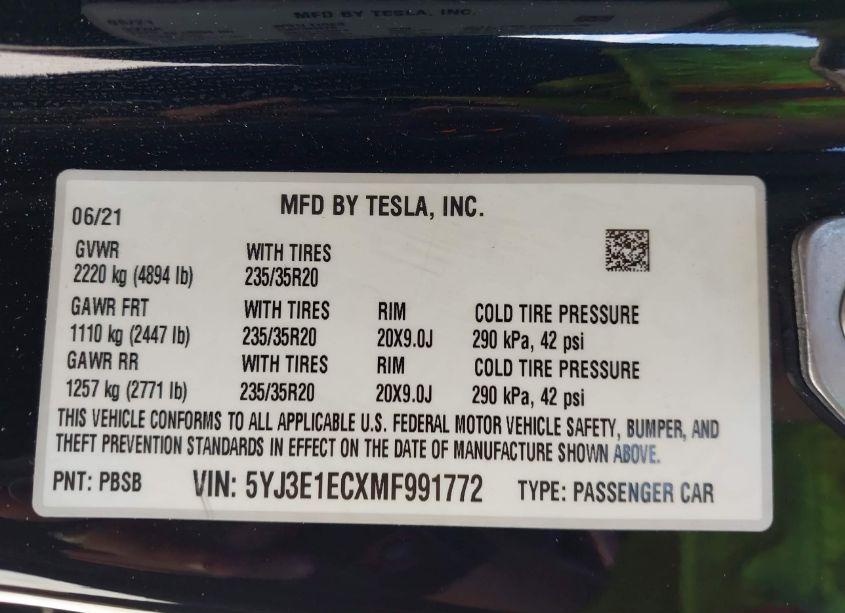 06/21 MFD BY TESLA, INC.
GVWR WITH TIRES
2220 kg (4894 lb) 235/35R20
GAWR FRT WITH TIRES RIM COLD TIRE PRESSURE
1110 kg (2447 lb) 235/35R20 20X9.0J 290 kPa, 42 psi
GAWR RR WITH TIRES RIM COLD TIRE PRESSURE
1257 kg (2771 lb) 235/35R20 20X9.0J 290 kPa, 42 psi
THIS VEHICLE CONFORMS TO ALL APPLICABLE U.S. FEDERAL MOTOR VEHICLE SAFETY, BUMPER, AND
THEFT PREVENTION STANDARDS IN EFFECT ON THE DATE OF MANUFACTURE SHOWN ABOVE.
PNT: PBSB VIN: 5YJ3E1ECXMF991772 TYPE: PASSENGER CAR